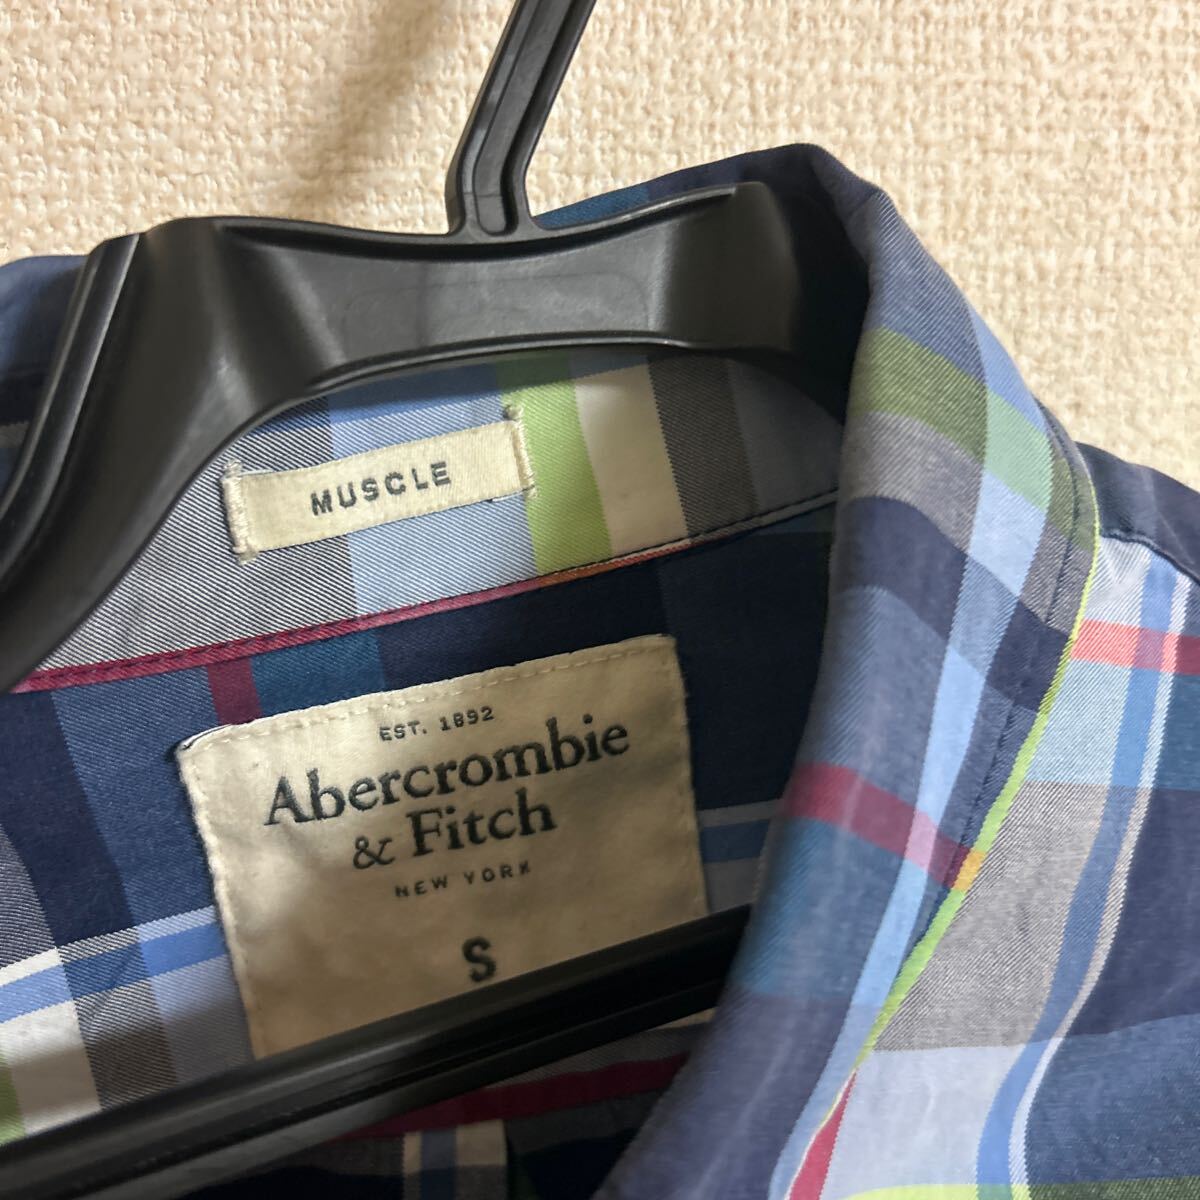 MUSCLE
EST. 1892
Abercrombie
& Fitch
NEW YORK
S